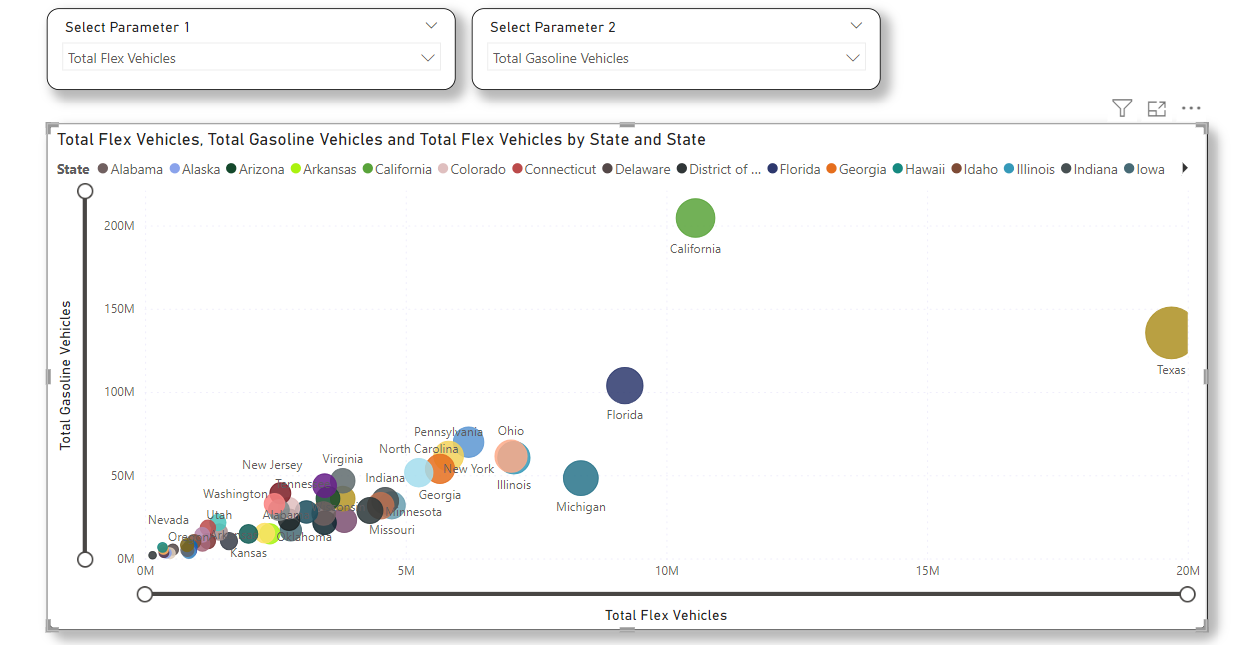 Select Parameter 1
Total Flex Vehicles
Select Parameter 2
Total Gasoline Vehicles
Total Flex Vehicles, Total Gasoline Vehicles and Total Flex Vehicles by State and State
State Alabama Alaska Arizona Arkansas California Colorado Connecticut Delaware District of ... Florida Georgia Hawaii Idaho Illinois Indiana Iowa
200M
California
150M
Texas
100M
Florida
Pennsylvania
Ohio
North Carolina
Virginia
New Jersey
New York
50M
Indiana
Illinois
Washington
Georgia
Michigan
Minnesota
Nevada
Utah
Missouri
Oklahoma
Kansas
0M
0M 5M 10M 15M 20M
Total Gasoline Vehicles
Total Flex Vehicles